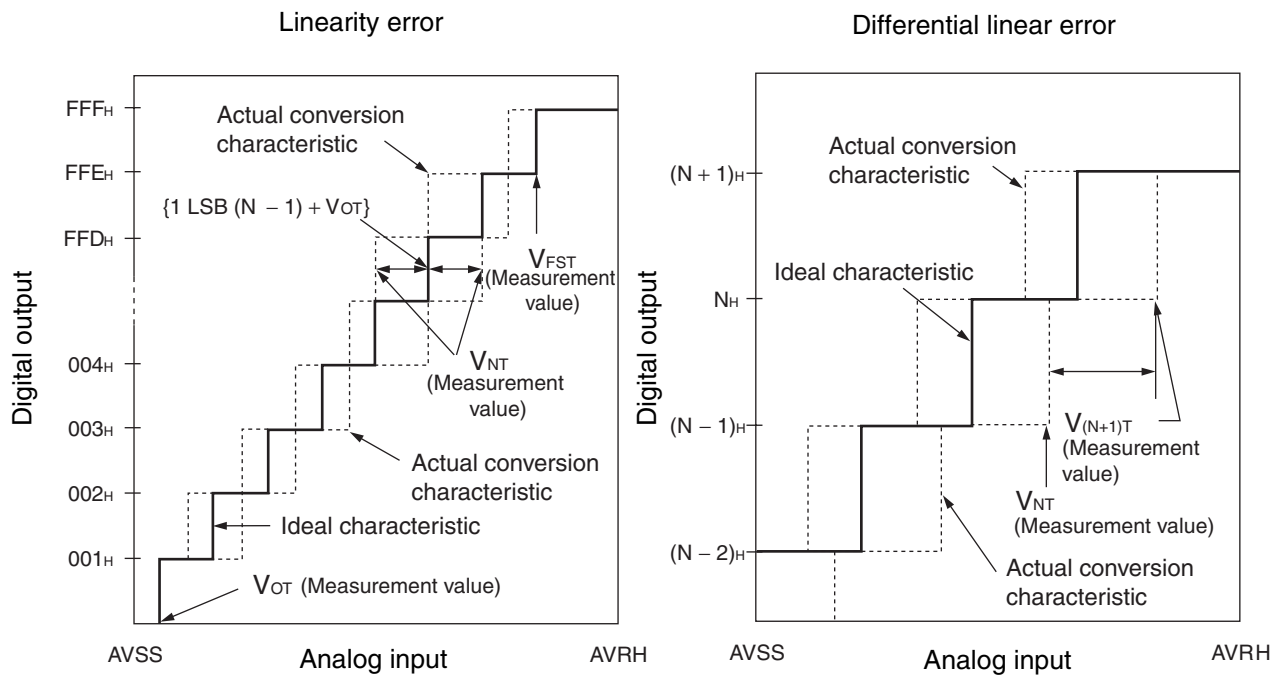 Linearity error
FFFH
FFEH
FFDH
004H
003H
002H
001H
Digital output
Actual conversion
characteristic
{1 LSB (N − 1) + VOT}
VFST
(Measurement
value)
VNT
(Measurement
value)
Actual conversion
characteristic
Ideal characteristic
VOT (Measurement value)
AVSS
Analog input
AVRH
Differential linear error
(N + 1)H
NH
(N − 1)H
(N − 2)H
Digital output
Actual conversion
characteristic
Ideal characteristic
V(N+1)T
(Measurement
value)
VNT
(Measurement value)
Actual conversion
characteristic
AVSS
Analog input
AVRH